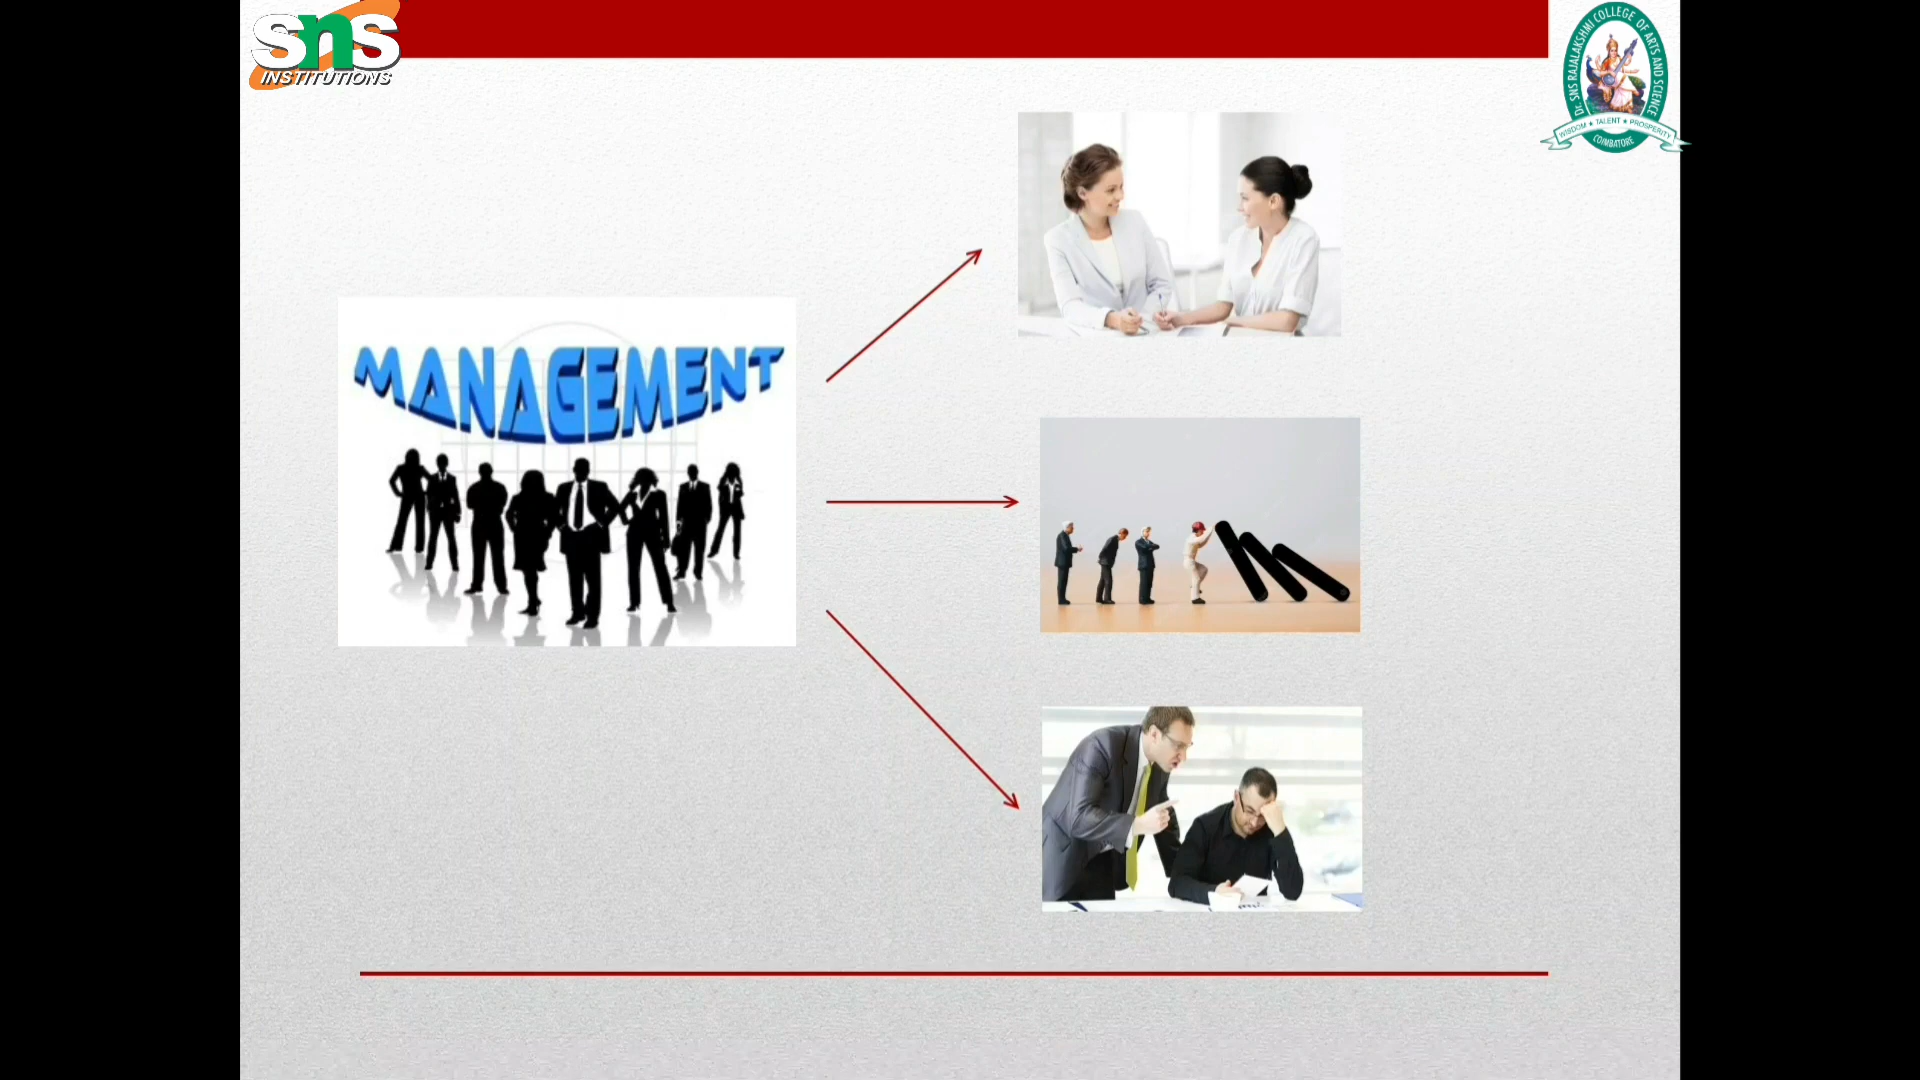 sns
INSTITUTIONS
Dr. SNS RAJALAKSHMI COLLEGE OF ARTS AND SCIENCE
WISDOM ★ TALENT ★ PROSPERITY
COIMBATORE
MANAGEMENT